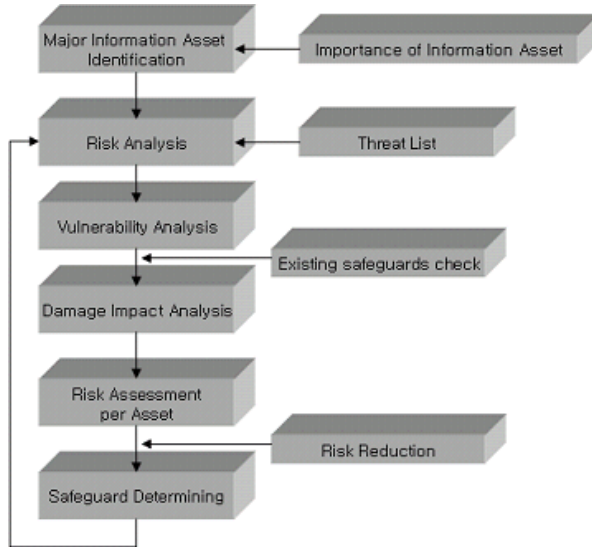 Major Information Asset
Identification
Importance of Information Asset
Risk Analysis
Threat List
Vulnerability Analysis
Existing safeguards check
Damage Impact Analysis
Risk Assessment
per Asset
Risk Reduction
Safeguard Determining